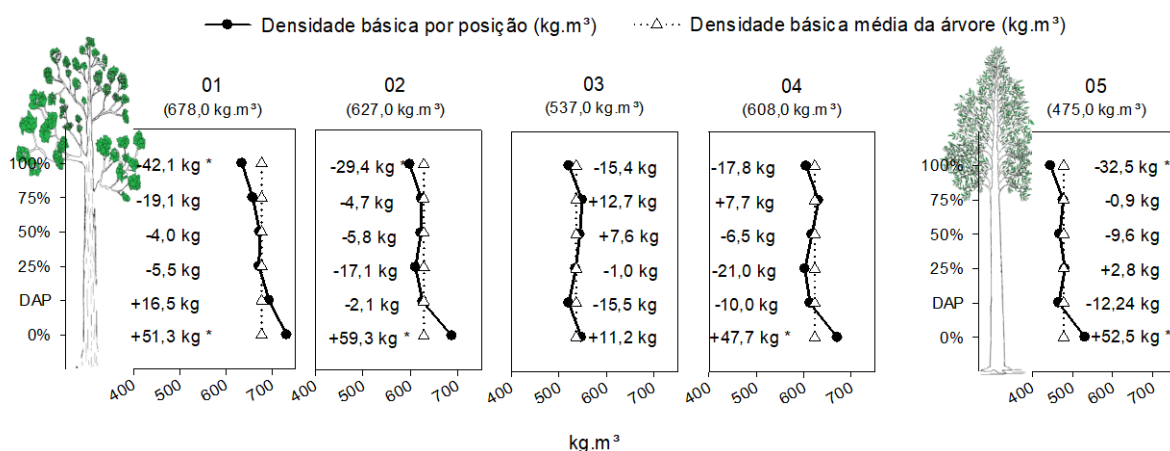 Densidade básica por posição (kg.m³) Densidade básica média da árvore (kg.m³)
01 02 03 04 05
(678,0 kg.m³) (627,0 kg.m³) (537,0 kg.m³) (608,0 kg.m³) (475,0 kg.m³)
100% -42,1 kg * -29,4 kg * -15,4 kg -17,8 kg 100% -32,5 kg *
75% -19,1 kg -4,7 kg +12,7 kg +7,7 kg 75% -0,9 kg
50% -4,0 kg -5,8 kg +7,6 kg -6,5 kg 50% -9,6 kg
25% -5,5 kg -17,1 kg -1,0 kg -21,0 kg 25% +2,8 kg
DAP +16,5 kg -2,1 kg -15,5 kg -10,0 kg DAP -12,24 kg
0% +51,3 kg * +59,3 kg * +11,2 kg +47,7 kg * 0% +52,5 kg *
400 500 600 700 400 500 600 700 400 500 600 700 400 500 600 700 400 500 600 700
kg.m³